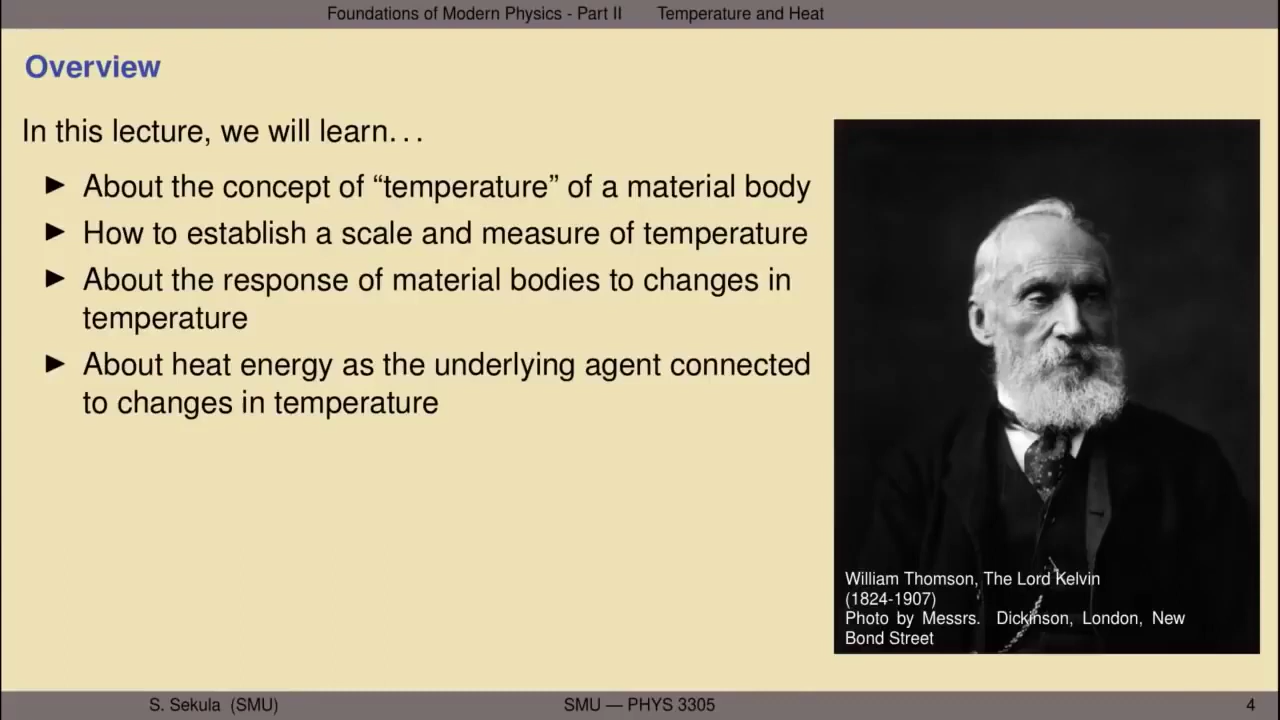 Foundations of Modern Physics - Part II Temperature and Heat
Overview
In this lecture, we will learn...
▶ About the concept of “temperature” of a material body
▶ How to establish a scale and measure of temperature
▶ About the response of material bodies to changes in
temperature
▶ About heat energy as the underlying agent connected
to changes in temperature
William Thomson, The Lord Kelvin
(1824-1907)
Photo by Messrs. Dickinson, London, New
Bond Street
S. Sekula (SMU) SMU — PHYS 3305 4